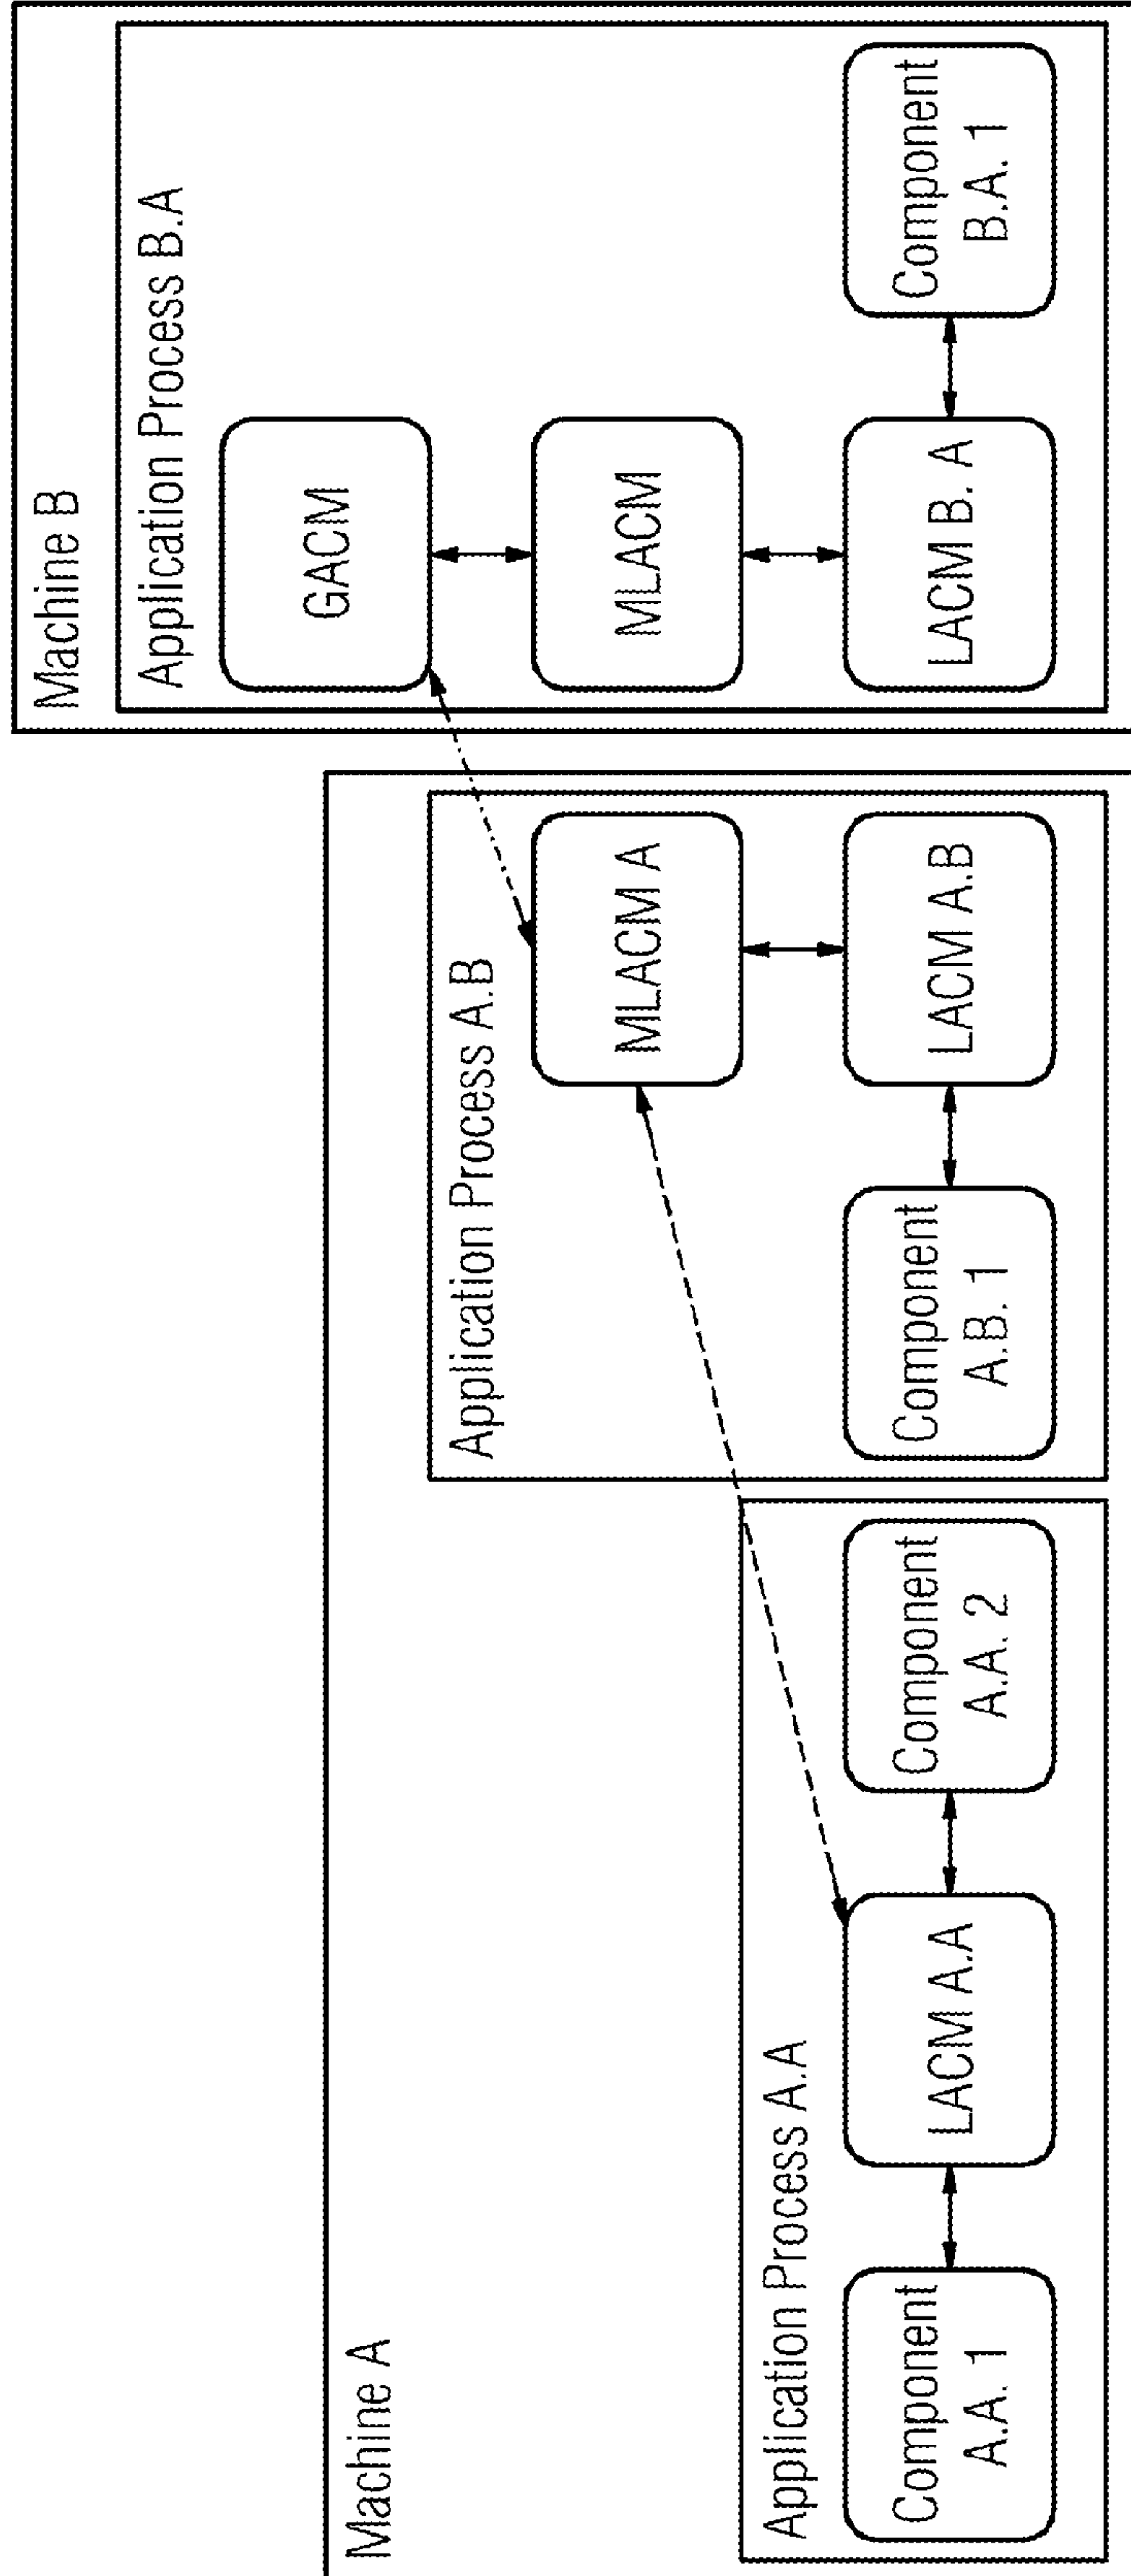 Machine A
Application Process A.A
Component
A.A. 1
LACM A.A
Component
A.A. 2
Application Process A.B
MLACM A
Component
A.B. 1
LACM A.B
Machine B
Application Process B.A
GACM
MLACM
LACM B. A
Component
B.A. 1